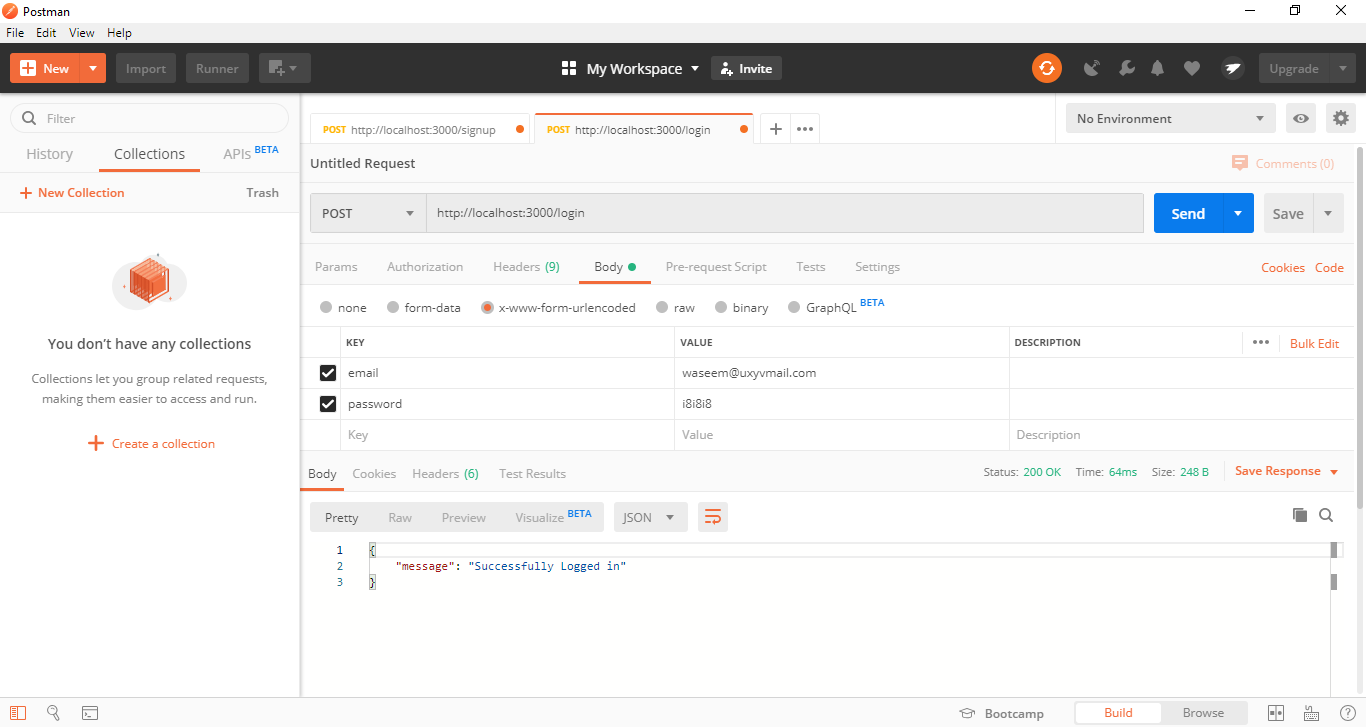 Postman
File Edit View Help
New Import Runner My Workspace Invite Upgrade
Filter
History Collections APIs BETA
New Collection Trash
You don't have any collections
Collections let you group related requests,
making them easier to access and run.
Create a collection
POST http://localhost:3000/signup POST http://localhost:3000/login No Environment
Untitled Request Comments (0)
POST http://localhost:3000/login Send Save
Params Authorization Headers (9) Body Pre-request Script Tests Settings Cookies Code
none form-data x-www-form-urlencoded raw binary GraphQL BETA
KEY VALUE DESCRIPTION Bulk Edit
email waseem@uxyvmail.com
password i8i8i8
Key Value Description
Body Cookies Headers (6) Test Results Status: 200 OK Time: 64ms Size: 248 B Save Response
Pretty Raw Preview Visualize BETA JSON
1 {
2 "message": "Successfully Logged in"
3 }
Bootcamp Build Browse